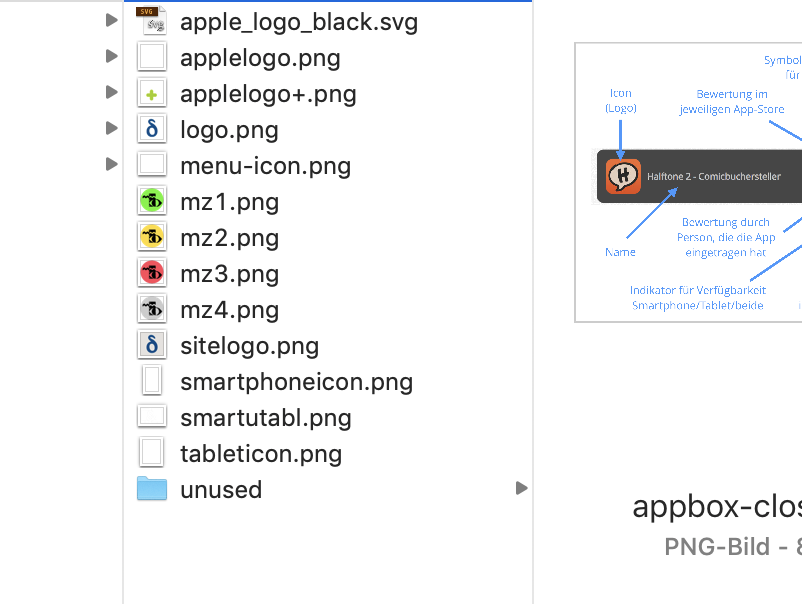 apple_logo_black.svg
applelogo.png
applelogo+.png
logo.png
menu-icon.png
mz1.png
mz2.png
mz3.png
mz4.png
sitelogo.png
smartphoneicon.png
smartutabl.png
tableticon.png
unused
SVG
Symbol
für
Icon
(Logo)
Bewertung im
jeweiligen App-Store
Halftone 2 - Comicbuchersteller
Bewertung durch
Person, die die App
eingetragen hat
Name
Indikator für Verfügbarkeit
Smartphone/Tablet/beide
appbox-clos
PNG-Bild - 8